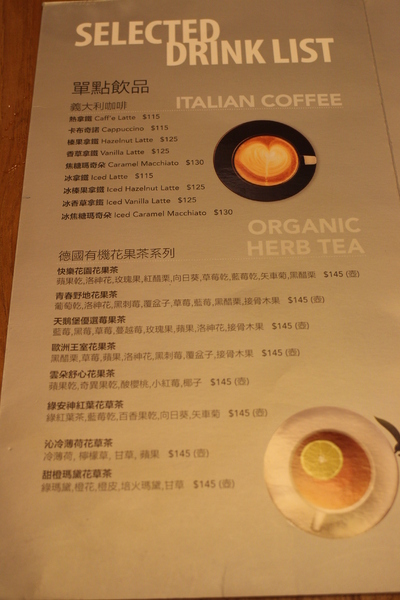 SELECTED
DRINK LIST
單點飲品
義大利咖啡
ITALIAN COFFEE
熱拿鐵 Caff'e Latte $115
卡布奇諾 Cappuccino $115
榛果拿鐵 Hazelnut Latte $125
香草拿鐵 Vanilla Latte $125
焦糖瑪奇朵 Caramel Macchiato $130
冰拿鐵 Iced Latte $115
冰榛果拿鐵 Iced Hazelnut Latte $125
冰香草拿鐵 Iced Vanilla Latte $125
冰焦糖瑪奇朵 Iced Caramel Macchiato $130
ORGANIC
HERB TEA
德國有機花果茶系列
快樂花園花果茶
蘋果乾,洛神花,玫瑰果,紅醋栗,向日葵,草莓乾,藍莓乾,矢車菊,黑醋栗 $145 (壺)
青春野地花果茶
葡萄乾,洛神花,黑刺莓,覆盆子,草莓,藍莓,黑醋栗,接骨木果 $145 (壺)
天鵝堡優選莓果茶
藍莓,黑莓,草莓,蔓越莓,玫瑰果,蘋果,洛神花,接骨木果 $145 (壺)
歐洲王室花果茶
黑醋栗,草莓,蘋果,洛神花,黑刺莓,覆盆子,接骨木果 $145 (壺)
雲朵舒心花果茶
蘋果乾,奇異果乾,酸櫻桃,小紅莓,椰子 $145 (壺)
綠安神紅葉花草茶
綠紅葉茶,藍莓乾,百香果乾,向日葵,矢車菊 $145 (壺)
沁冷薄荷花草茶
冷薄荷, 檸檬草, 甘草, 蘋果 $145 (壺)
甜橙瑪黛花草茶
綠瑪黛,橙花,橙皮,焙火瑪黛,甘草 $145 (壺)